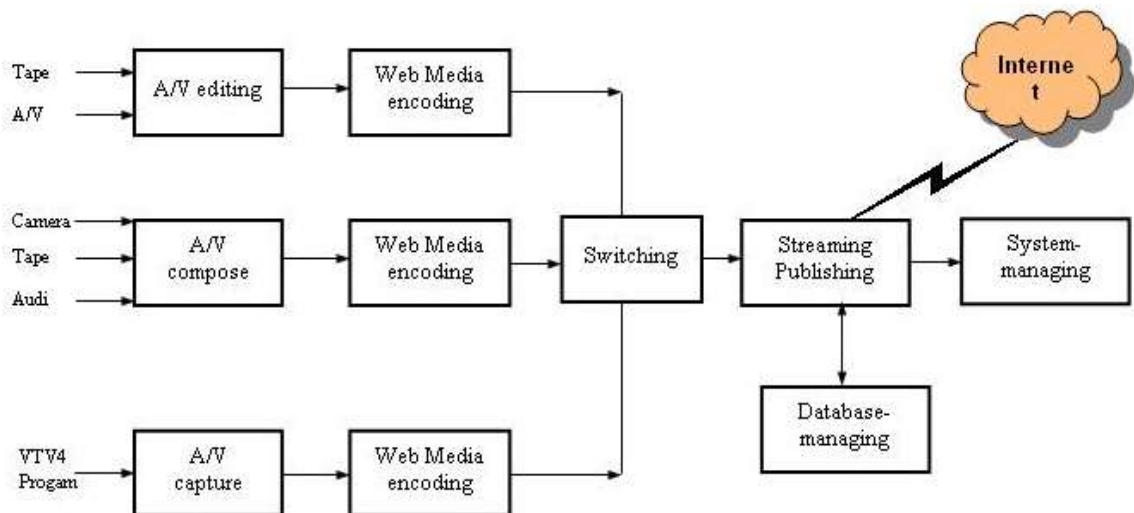 Interne
t
Tape
A/V
A/V editing
Web Media
encoding
Camera
Tape
Audi
A/V
compose
Web Media
encoding
Switching
Streaming
Publishing
System-
managing
Database-
managing
VTV4
Progam
A/V
capture
Web Media
encoding